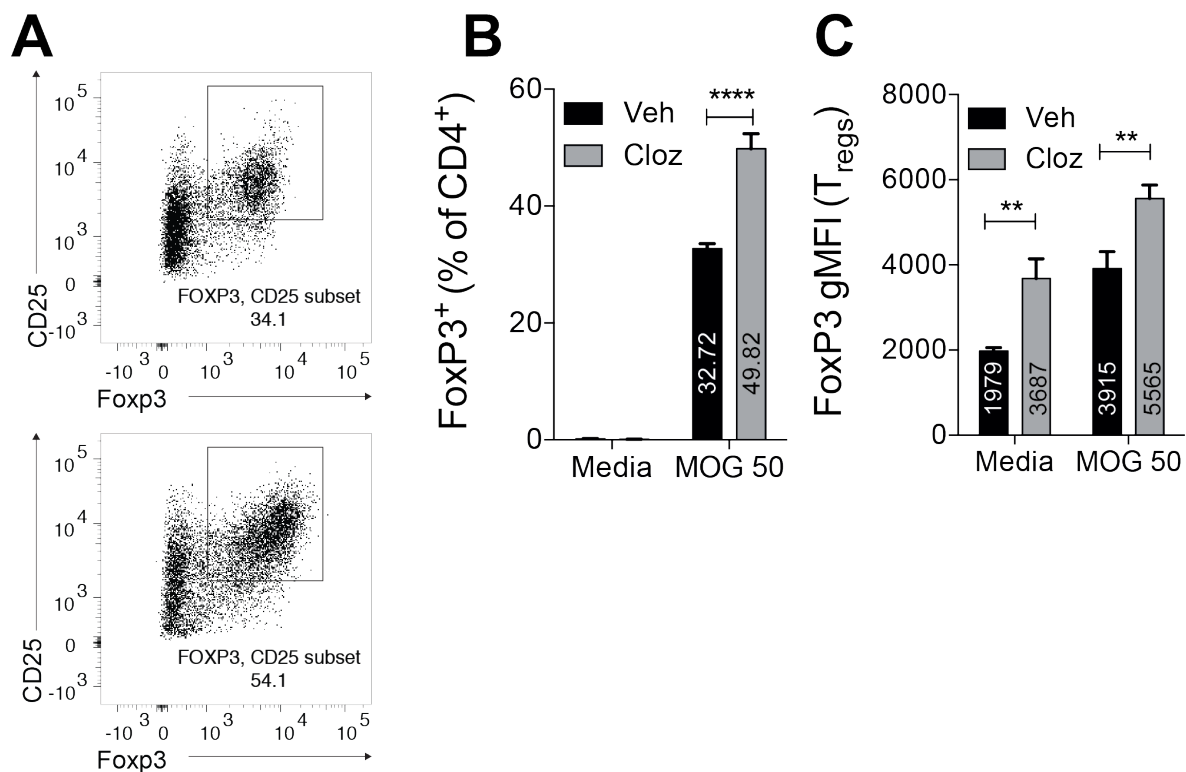 A
10^5
10^4
10^3
0
-10^3
CD25
FOXP3, CD25 subset
34.1
-10^3 0 10^3 10^4 10^5
Foxp3
10^5
10^4
10^3
0
-10^3
CD25
FOXP3, CD25 subset
54.1
-10^3 0 10^3 10^4 10^5
Foxp3
B
FoxP3+ (% of CD4+)
60
40
20
0
Veh
Cloz
****
32.72
49.82
Media MOG 50
C
FoxP3 gMFI (Tregs)
8000
6000
4000
2000
0
Veh
Cloz
**
**
1979
3687
3915
5565
Media MOG 50